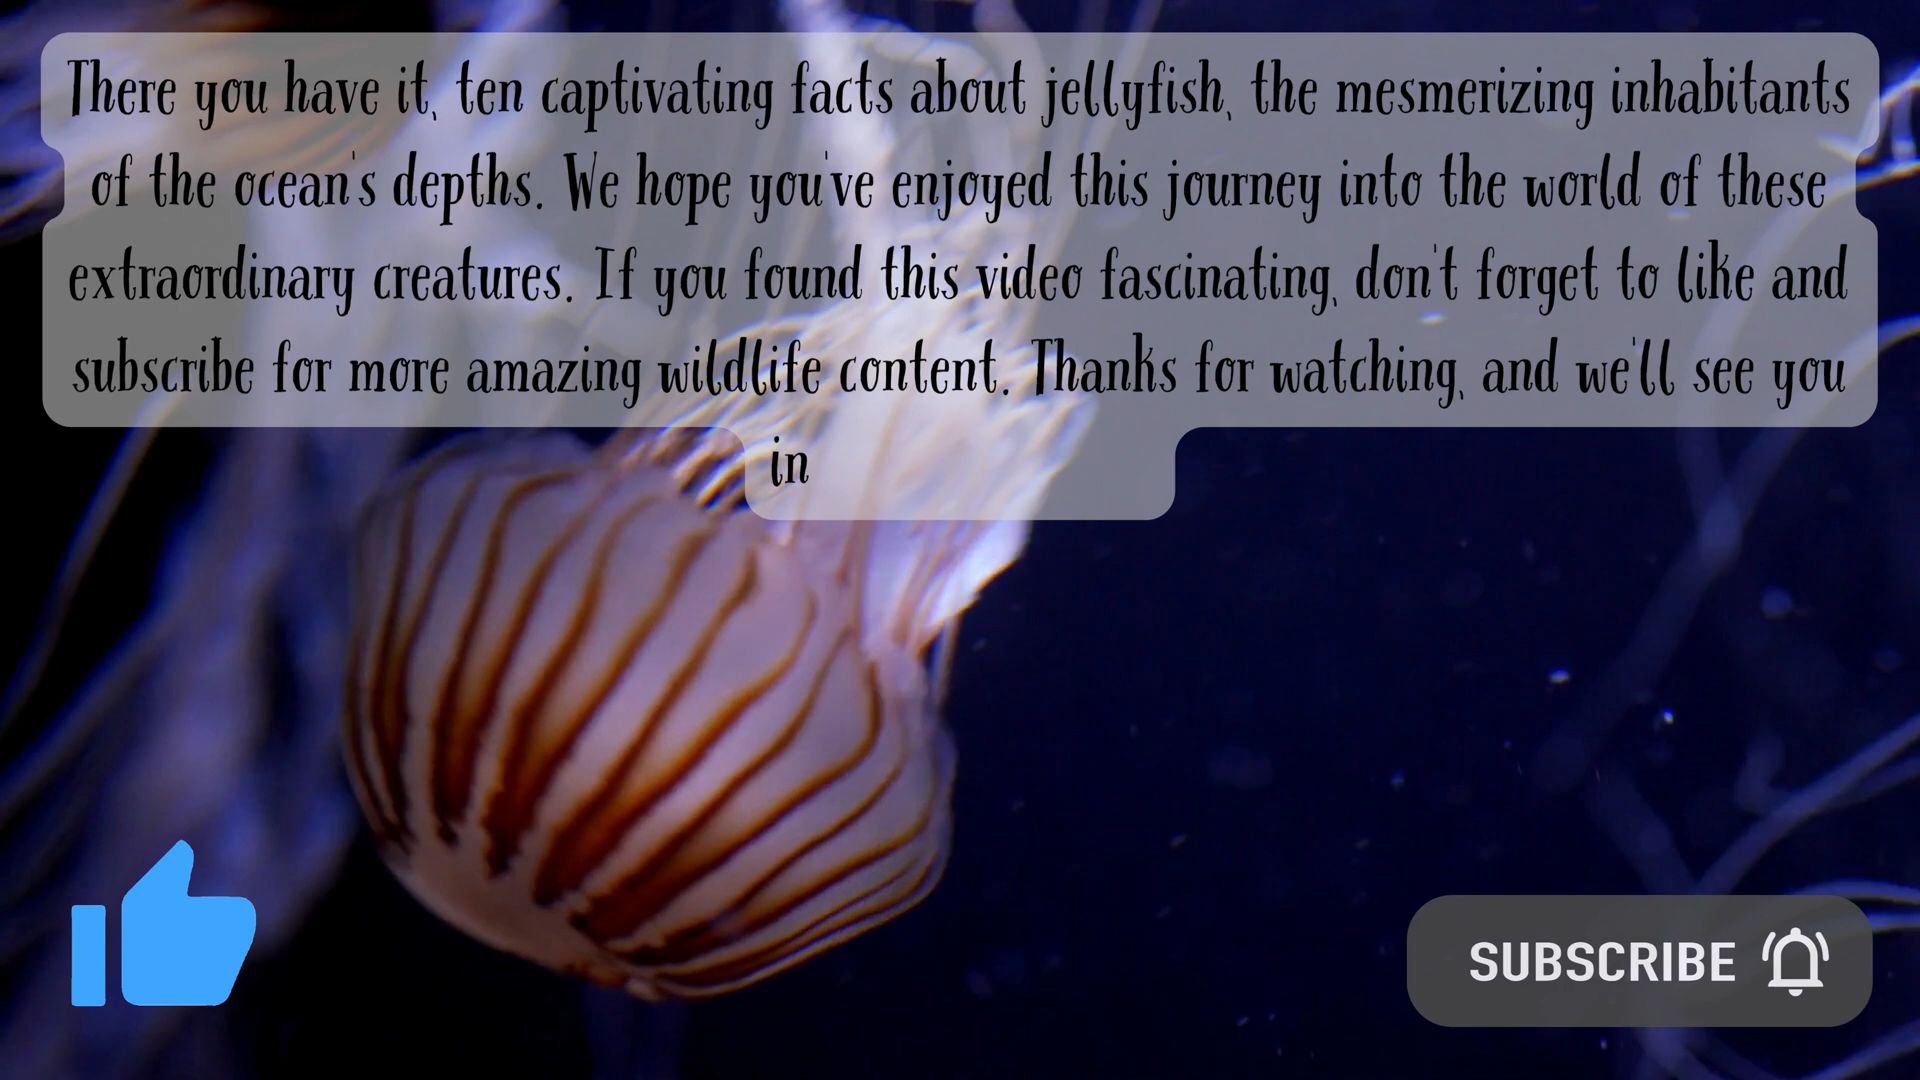 There you have it, ten captivating facts about jellyfish, the mesmerizing inhabitants
of the ocean's depths. We hope you've enjoyed this journey into the world of these
extraordinary creatures. If you found this video fascinating, don't forget to like and
subscribe for more amazing wildlife content. Thanks for watching, and we'll see you
in
SUBSCRIBE